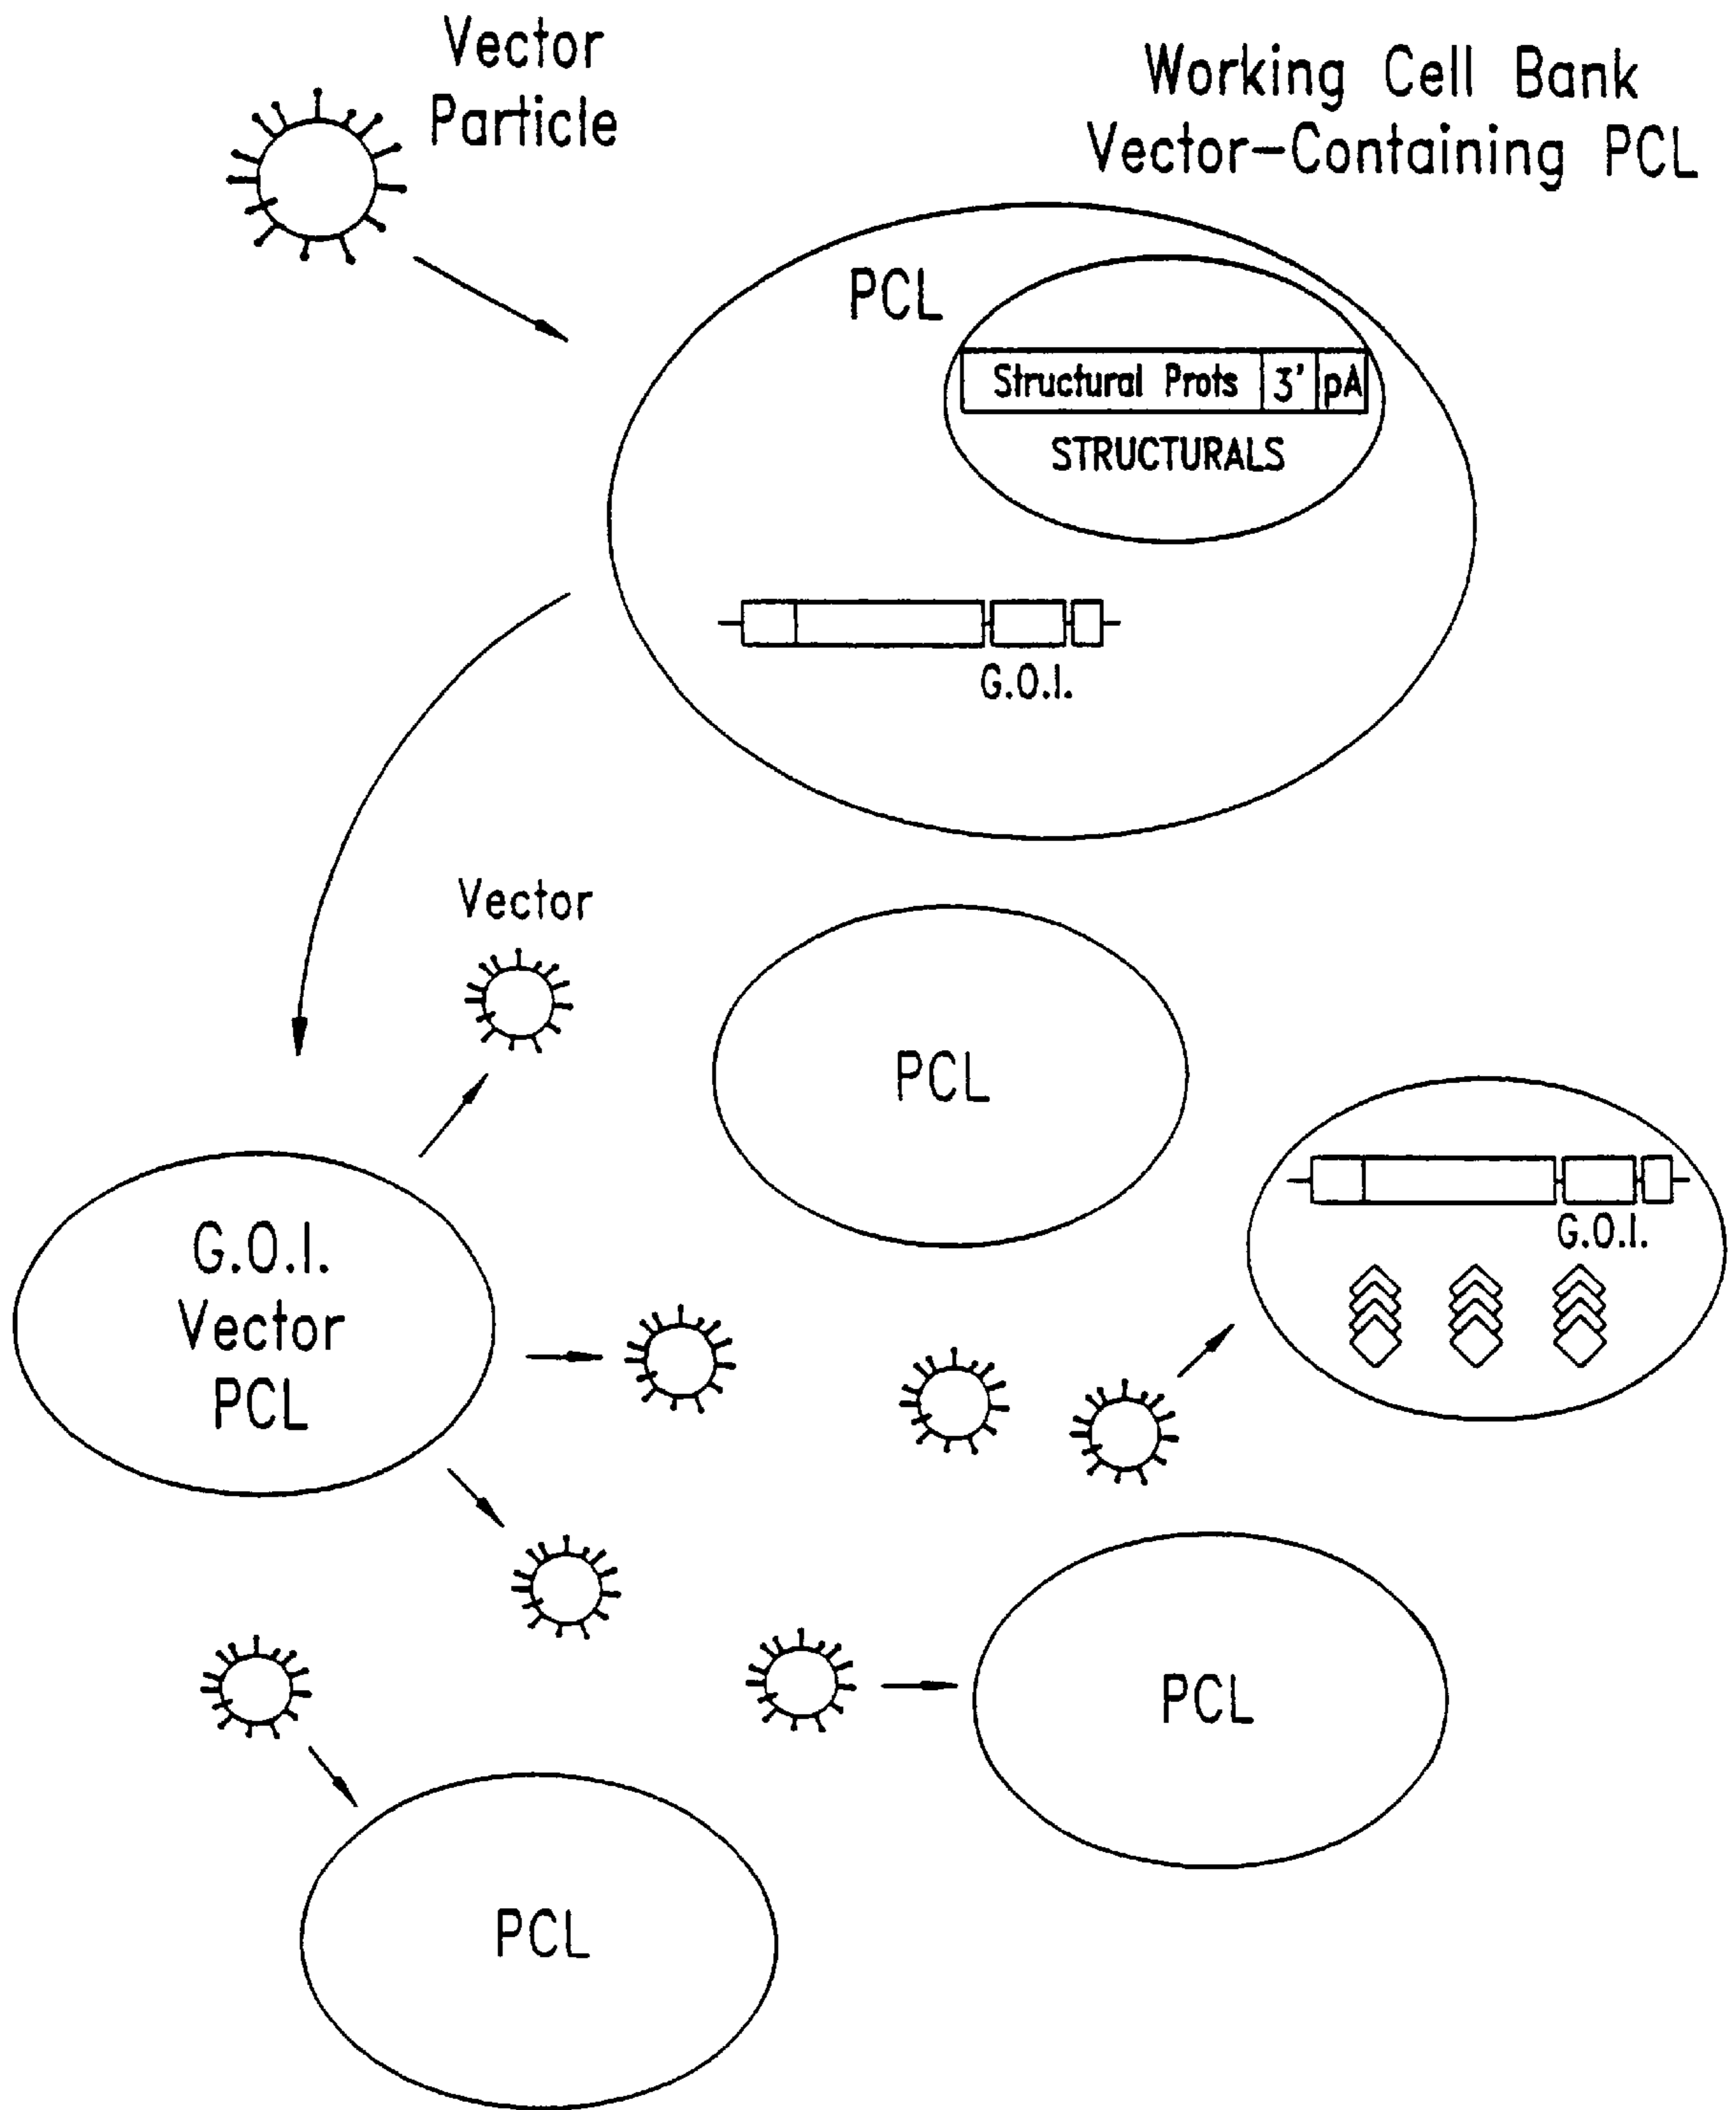 Vector
Particle
Working Cell Bank
Vector-Containing PCL
PCL
Structural Prots 3' pA
STRUCTURALS
G.O.I.
Vector
PCL
G.O.I.
G.O.I.
Vector
PCL
PCL
PCL